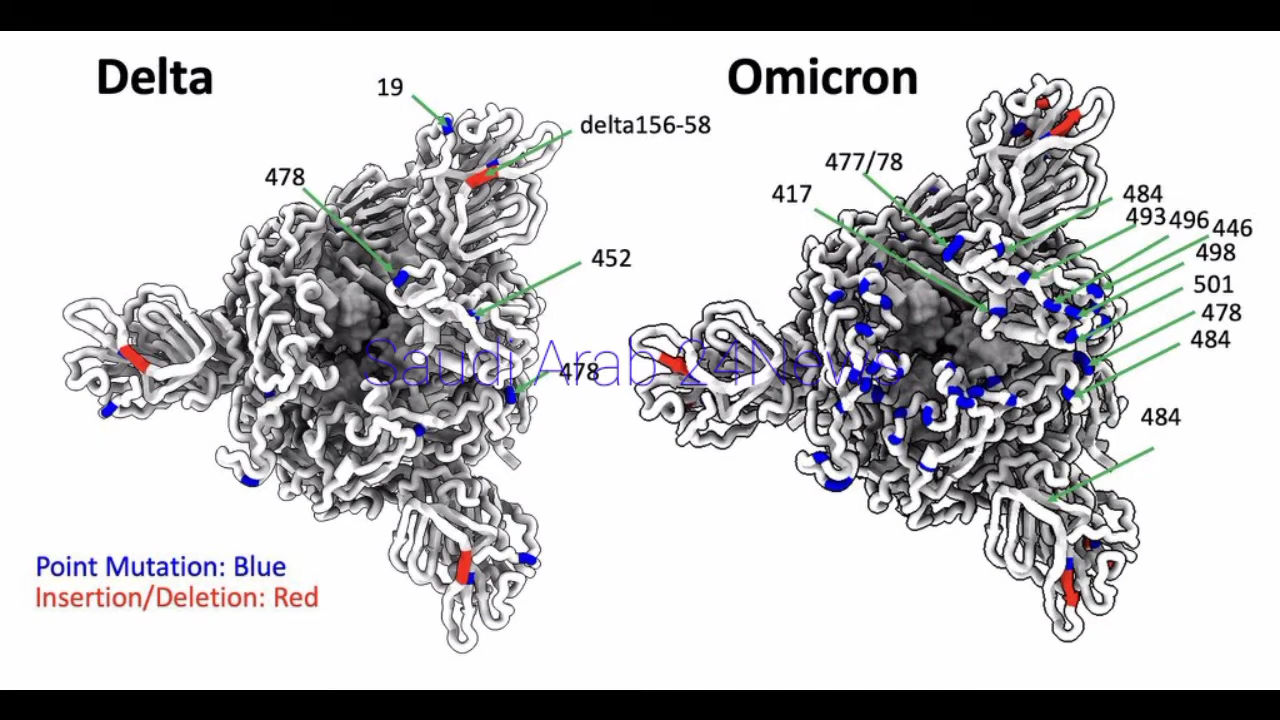 Delta
Omicron
19
delta156-58
478
452
478
477/78
417
484
493
496
446
498
501
478
484
484
Saudi Arab 24News
Point Mutation: Blue
Insertion/Deletion: Red